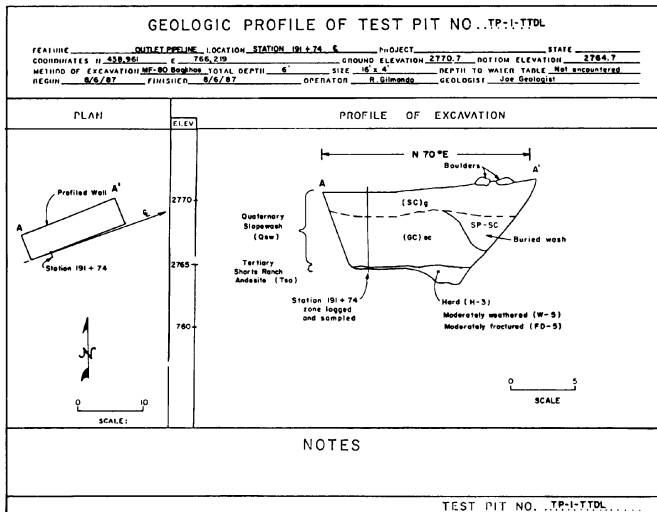 GEOLOGIC PROFILE OF TEST PIT NO. TP-1-TTDL
FEATURE OUTLET PIPELINE LOCATION STATION 191+74 ℄ PROJECT STATE
COORDINATES N 438,961 E 766,219 GROUND ELEVATION 2770.7 BOTTOM ELEVATION 2764.7
METHOD OF EXCAVATION MF-80 Backhoe TOTAL DEPTH 6' SIZE 16' x 4' DEPTH TO WATER TABLE Not encountered
BEGIN 8/6/87 FINISHED 8/6/87 OPERATOR R. Gilmondo GEOLOGIST Joe Geologist
PLAN
ELEV
PROFILE OF EXCAVATION
N 70°E
Boulders
A
A'
Profiled Wall
A'
A
℄
Station 191+74
2770
2765
760
(SC)g
SP-SC
(GC)sc
Buried wash
Quaternary
Slopewash
(Qsw)
Tertiary
Shorts Ranch
Andesite (Tsa)
Station 191+74
zone logged
and sampled
Hard (H-3)
Moderately weathered (W-5)
Moderately fractured (FD-5)
N
0 10
SCALE:
0 5
SCALE
NOTES
TEST PIT NO. TP-1-TTDL